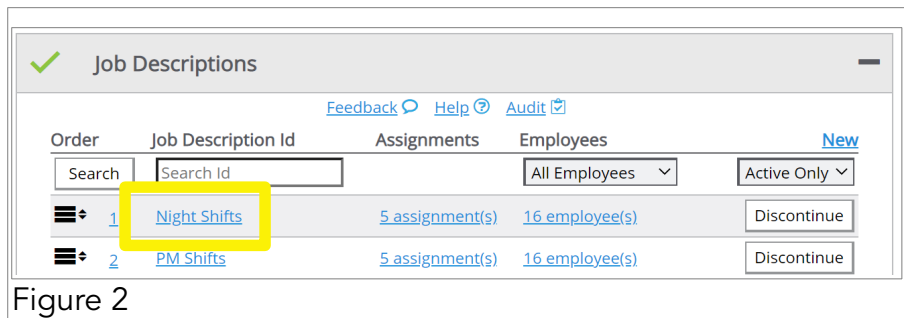 Job Descriptions
Feedback Help Audit
Order Job Description Id Assignments Employees New
Search Search Id All Employees Active Only
1 Night Shifts 5 assignment(s) 16 employee(s) Discontinue
2 PM Shifts 5 assignment(s) 16 employee(s) Discontinue
Figure 2